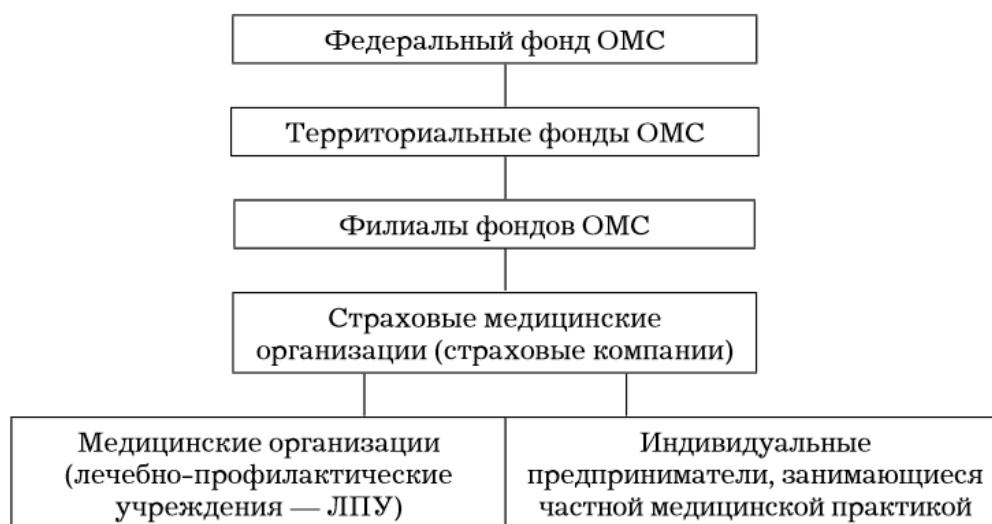 Федеральный фонд ОМС
Территориальные фонды ОМС
Филиалы фондов ОМС
Страховые медицинские
организации (страховые компании)
Медицинские организации
(лечебно-профилактические
учреждения — ЛПУ)
Индивидуальные
предприниматели, занимающиеся
частной медицинской практикой